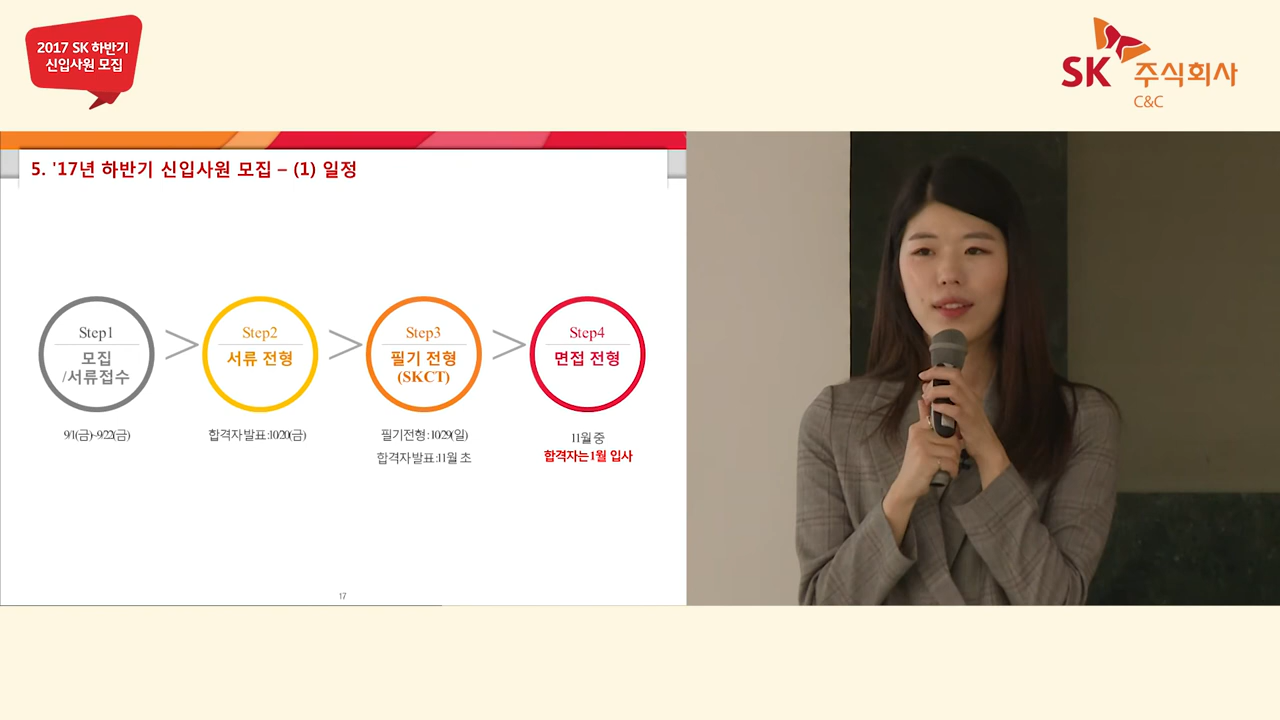 2017 SK 하반기
신입사원 모집
SK 주식회사
C&C
5. '17년 하반기 신입사원 모집 – (1) 일정
Step1
모집
/서류접수
9/1(금)~9/22(금)
Step2
서류 전형
합격자 발표 :10/20(금)
Step3
필기 전형
(SKCT)
필기전형 : 10/29(일)
합격자 발표 :11월 초
Step4
면접 전형
11월 중
합격자는 1월 입사
17